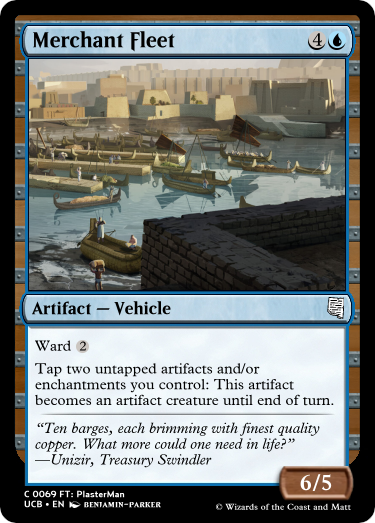 Merchant Fleet 4
Artifact — Vehicle
Ward 2
Tap two untapped artifacts and/or
enchantments you control: This artifact
becomes an artifact creature until end of turn.
“Ten barges, each brimming with finest quality
copper. What more could one need in life?”
—Unizir, Treasury Swindler
6/5
C 0069 FT: PlasterMan
UCB • EN BENJAMIN-PARKER
© Wizards of the Coast and Matt